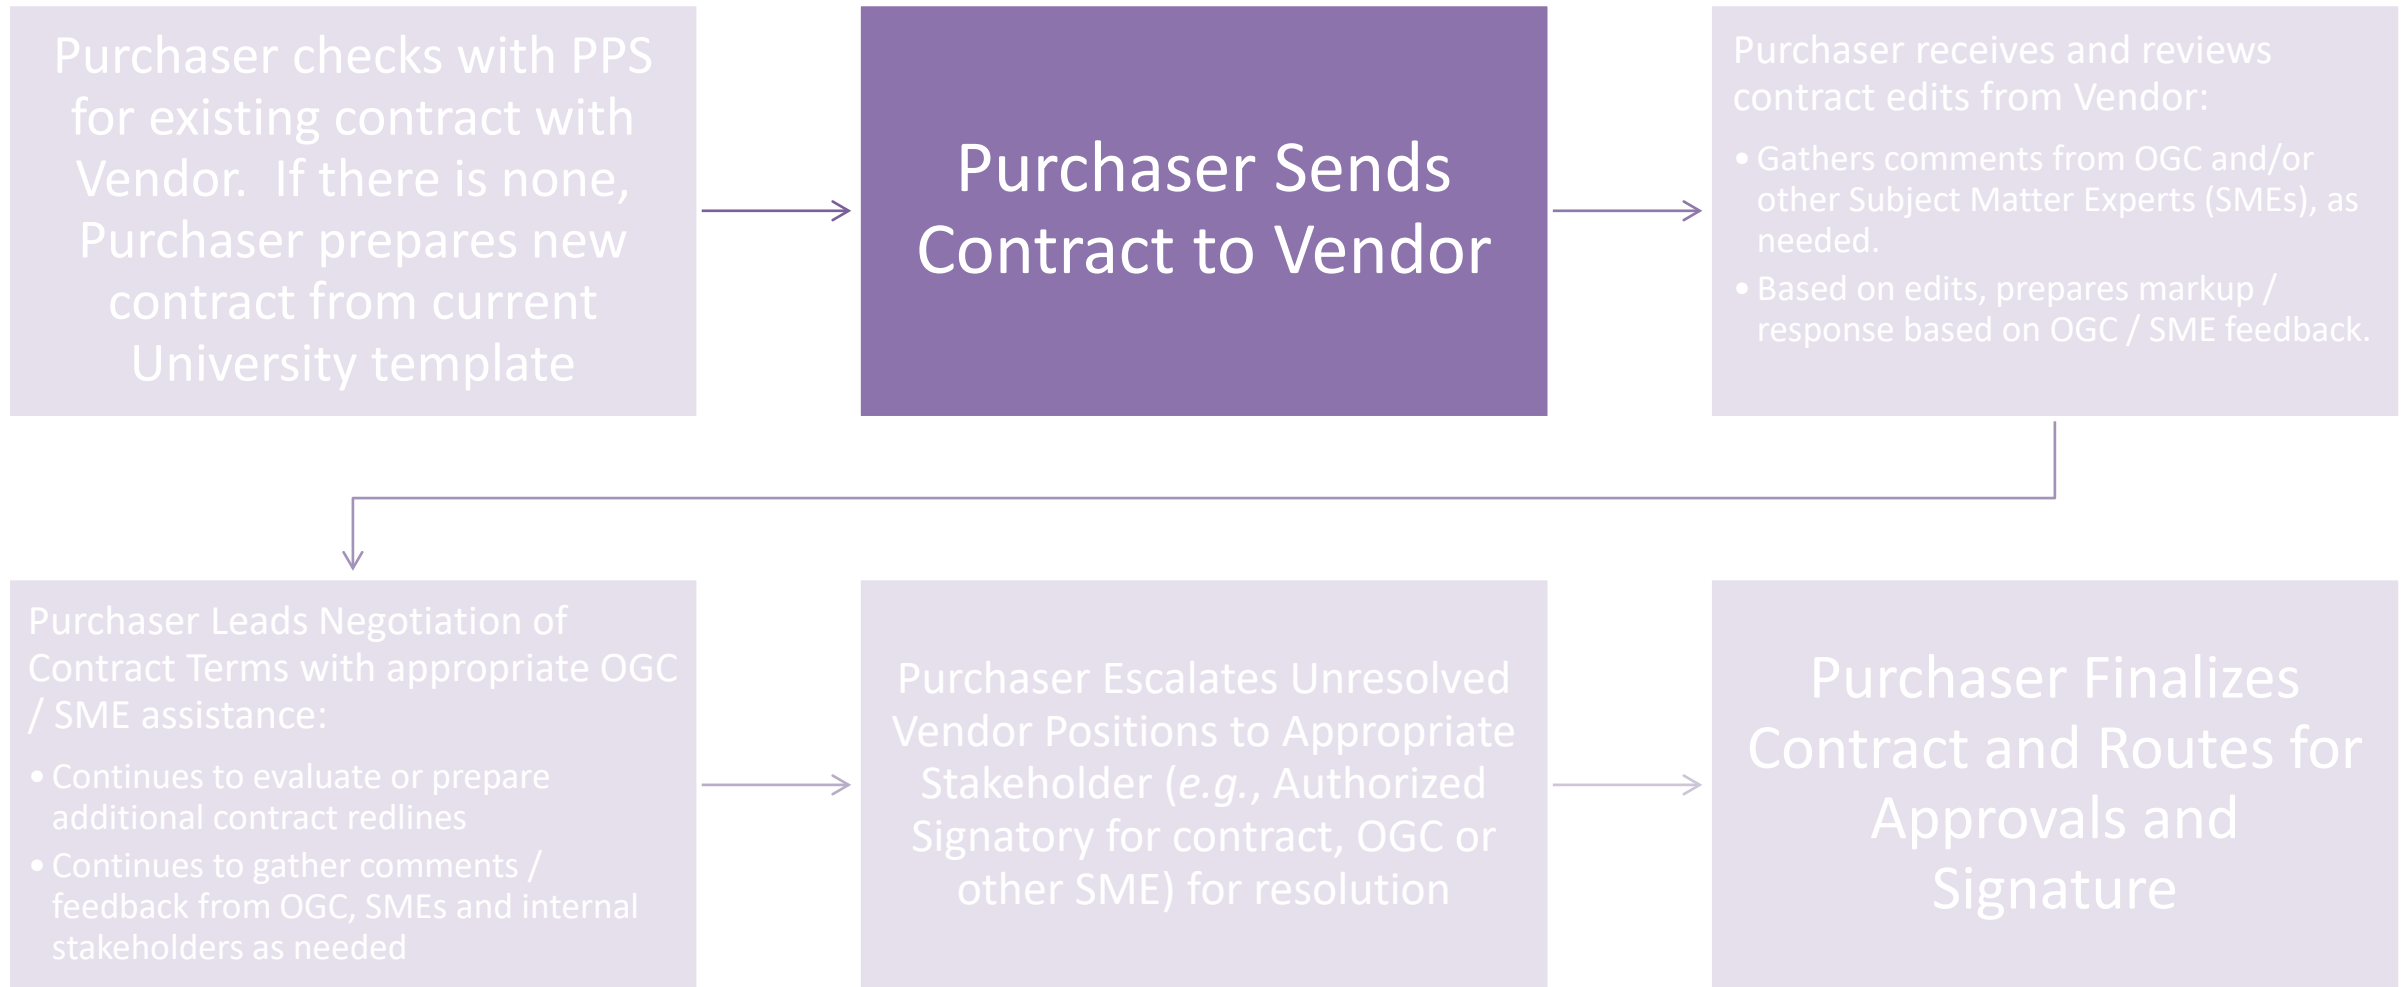 Purchaser checks with PPS
for existing contract with
Vendor.  If there is none,
Purchaser prepares new
contract from current
University template
Purchaser Sends
Contract to Vendor
Purchaser receives and reviews
contract edits from Vendor:
• Gathers comments from OGC and/or
other Subject Matter Experts (SMEs), as
needed.
• Based on edits, prepares markup /
response based on OGC / SME feedback.
Purchaser Leads Negotiation of
Contract Terms with appropriate OGC
/ SME assistance:
• Continues to evaluate or prepare
additional contract redlines
• Continues to gather comments /
feedback from OGC, SMEs and internal
stakeholders as needed
Purchaser Escalates Unresolved
Vendor Positions to Appropriate
Stakeholder (e.g., Authorized
Signatory for contract, OGC or
other SME) for resolution
Purchaser Finalizes
Contract and Routes for
Approvals and
Signature